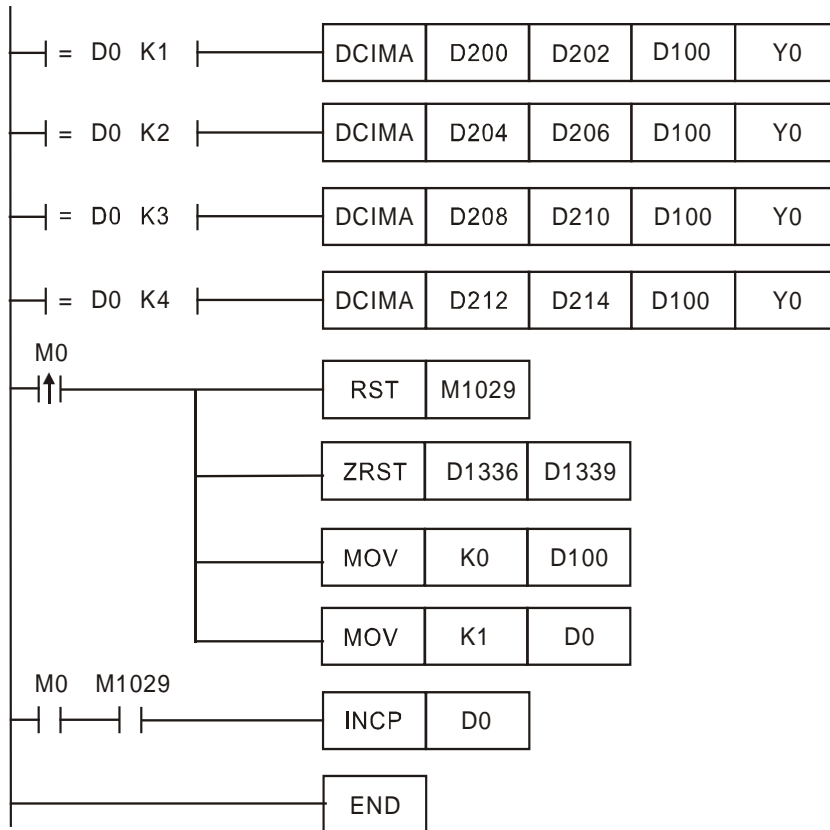 = D0 K1 DCIMA D200 D202 D100 Y0
= D0 K2 DCIMA D204 D206 D100 Y0
= D0 K3 DCIMA D208 D210 D100 Y0
= D0 K4 DCIMA D212 D214 D100 Y0
M0
RST M1029
ZRST D1336 D1339
MOV K0 D100
MOV K1 D0
M0 M1029
INCP D0
END